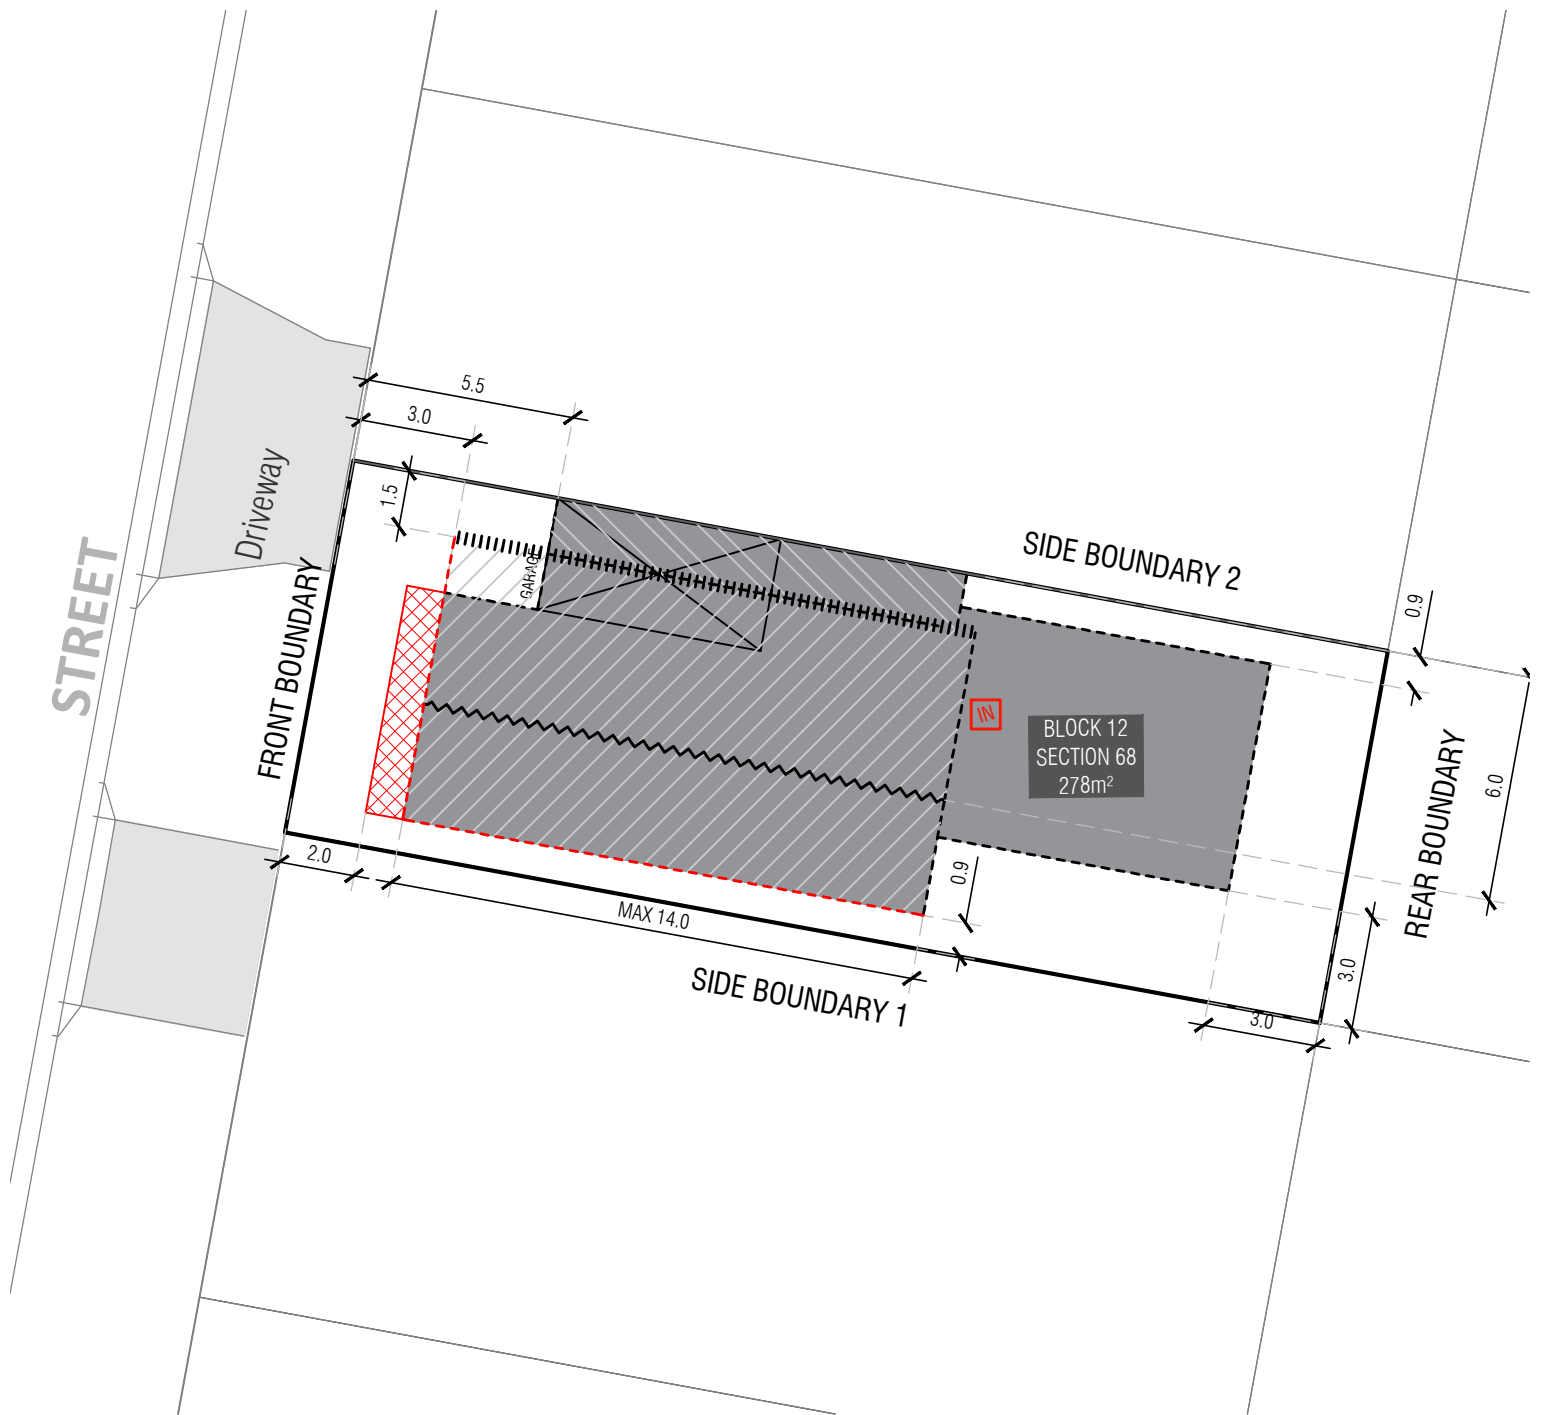 5.5
3.0
1.5
Driveway
STREET
FRONT BOUNDARY
GARAGE
SIDE BOUNDARY 2
0.9
6.0
IN
BLOCK 12
SECTION 68
278m²
REAR BOUNDARY
2.0
0.9
MAX 14.0
SIDE BOUNDARY 1
3.0
3.0